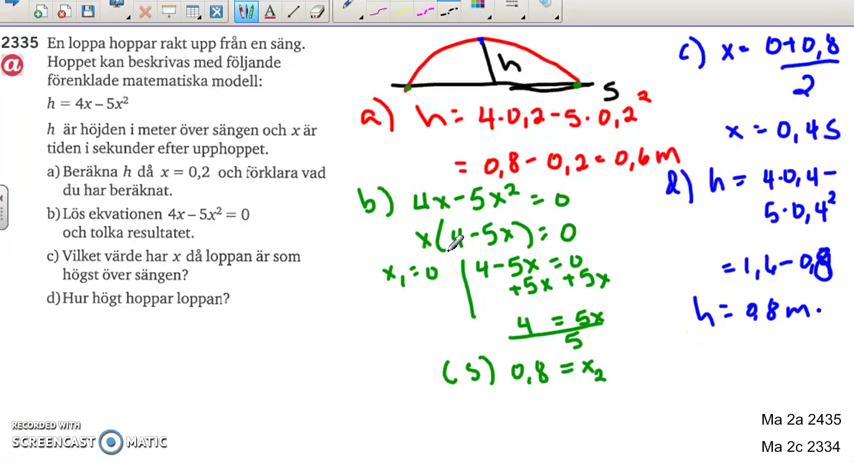 2335 En loppa hoppar rakt upp från en säng.
a Hoppet kan beskrivas med följande
förenklade matematiska modell:
h = 4x – 5x²
h är höjden i meter över sängen och x är
tiden i sekunder efter upphoppet.
a) Beräkna h då x = 0,2 och förklara vad
du har beräknat.
b) Lös ekvationen 4x – 5x² = 0
och tolka resultatet.
c) Vilket värde har x då loppan är som
högst över sängen?
d) Hur högt hoppar loppan?
h
S
a) h = 4·0,2 – 5·0,2²
= 0,8 – 0,2 = 0,6 m
b) 4x – 5x² = 0
x(4 – 5x) = 0
x₁ = 0 | 4 – 5x = 0
+5x +5x
4 = 5x
5
(s) 0,8 = x₂
c) x = 0+0,8
2
x = 0,4 s
d) h = 4·0,4 –
5·0,4²
= 1,6 – 0,8
h = 0,8 m.
RECORDED WITH
SCREENCAST MATIC
Ma 2a 2435
Ma 2c 2334